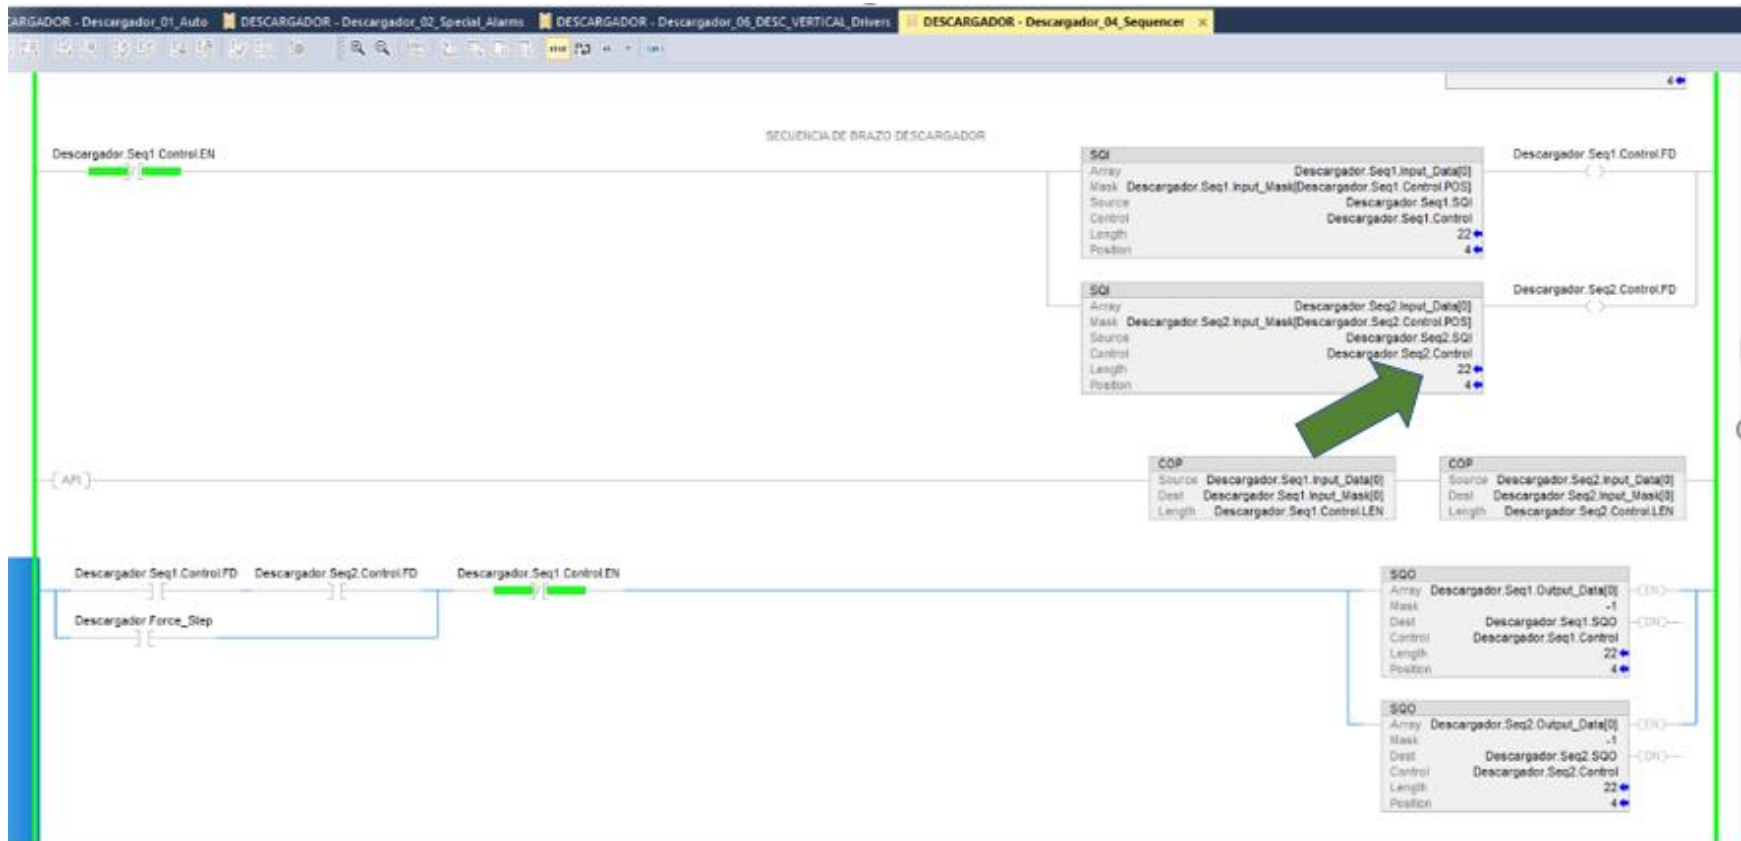 ARGADOR - Descargador_01_Auto
DESCARGADOR - Descargador_02_Special_Alarms
DESCARGADOR - Descargador_06_DESC_VERTICAL_Drivers
DESCARGADOR - Descargador_04_Sequencer
4
SECUENCIA DE BRAZO DESCARGADOR
Descargador.Seq1.Control.EN
SQI
Array Descargador.Seq1.Input_Data[0]
Mask Descargador.Seq1.Input_Mask[Descargador.Seq1.Control.POS]
Source Descargador.Seq1.SQI
Control Descargador.Seq1.Control
Length 22
Position 4
Descargador.Seq1.Control.FD
SQI
Array Descargador.Seq2.Input_Data[0]
Mask Descargador.Seq2.Input_Mask[Descargador.Seq2.Control.POS]
Source Descargador.Seq2.SQI
Control Descargador.Seq2.Control
Length 22
Position 4
Descargador.Seq2.Control.FD
AFI
COP
Source Descargador.Seq1.Input_Data[0]
Dest Descargador.Seq1.Input_Mask[0]
Length Descargador.Seq1.Control.LEN
COP
Source Descargador.Seq2.Input_Data[0]
Dest Descargador.Seq2.Input_Mask[0]
Length Descargador.Seq2.Control.LEN
Descargador.Seq1.Control.FD
Descargador.Seq2.Control.FD
Descargador.Seq1.Control.EN
Descargador.Force_Step
SQO
Array Descargador.Seq1.Output_Data[0]
Mask -1
Dest Descargador.Seq1.SQO
Control Descargador.Seq1.Control
Length 22
Position 4
EN
DN
SQO
Array Descargador.Seq2.Output_Data[0]
Mask -1
Dest Descargador.Seq2.SQO
Control Descargador.Seq2.Control
Length 22
Position 4
EN
DN